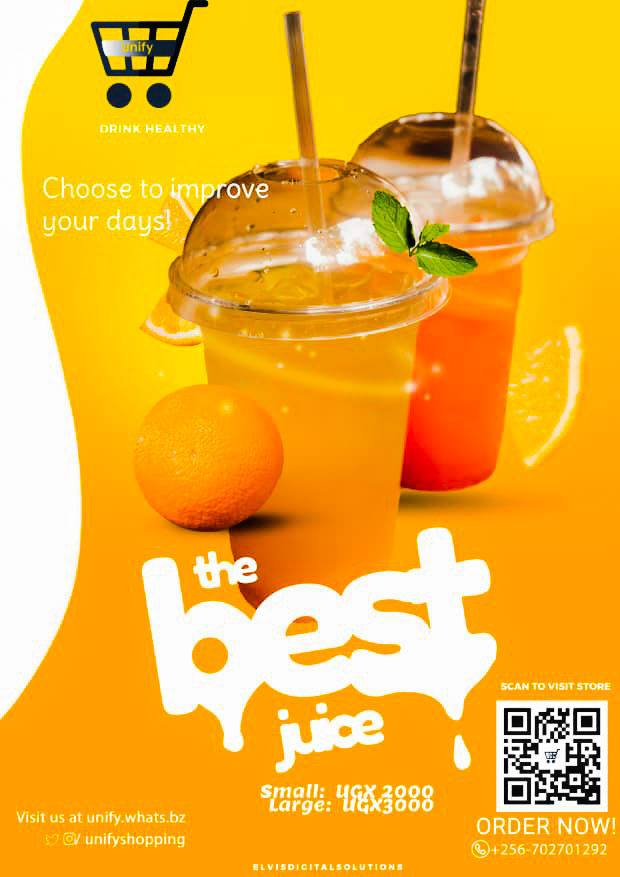 unify
DRINK HEALTHY
Choose to improve
your days!
the
best
juice
Small: UGX 2000
Large: UGX3000
SCAN TO VISIT STORE
ORDER NOW!
+256-702701292
Visit us at unify.whats.bz
/ unifyshopping
ELVISDIGITALSOLUTIONS